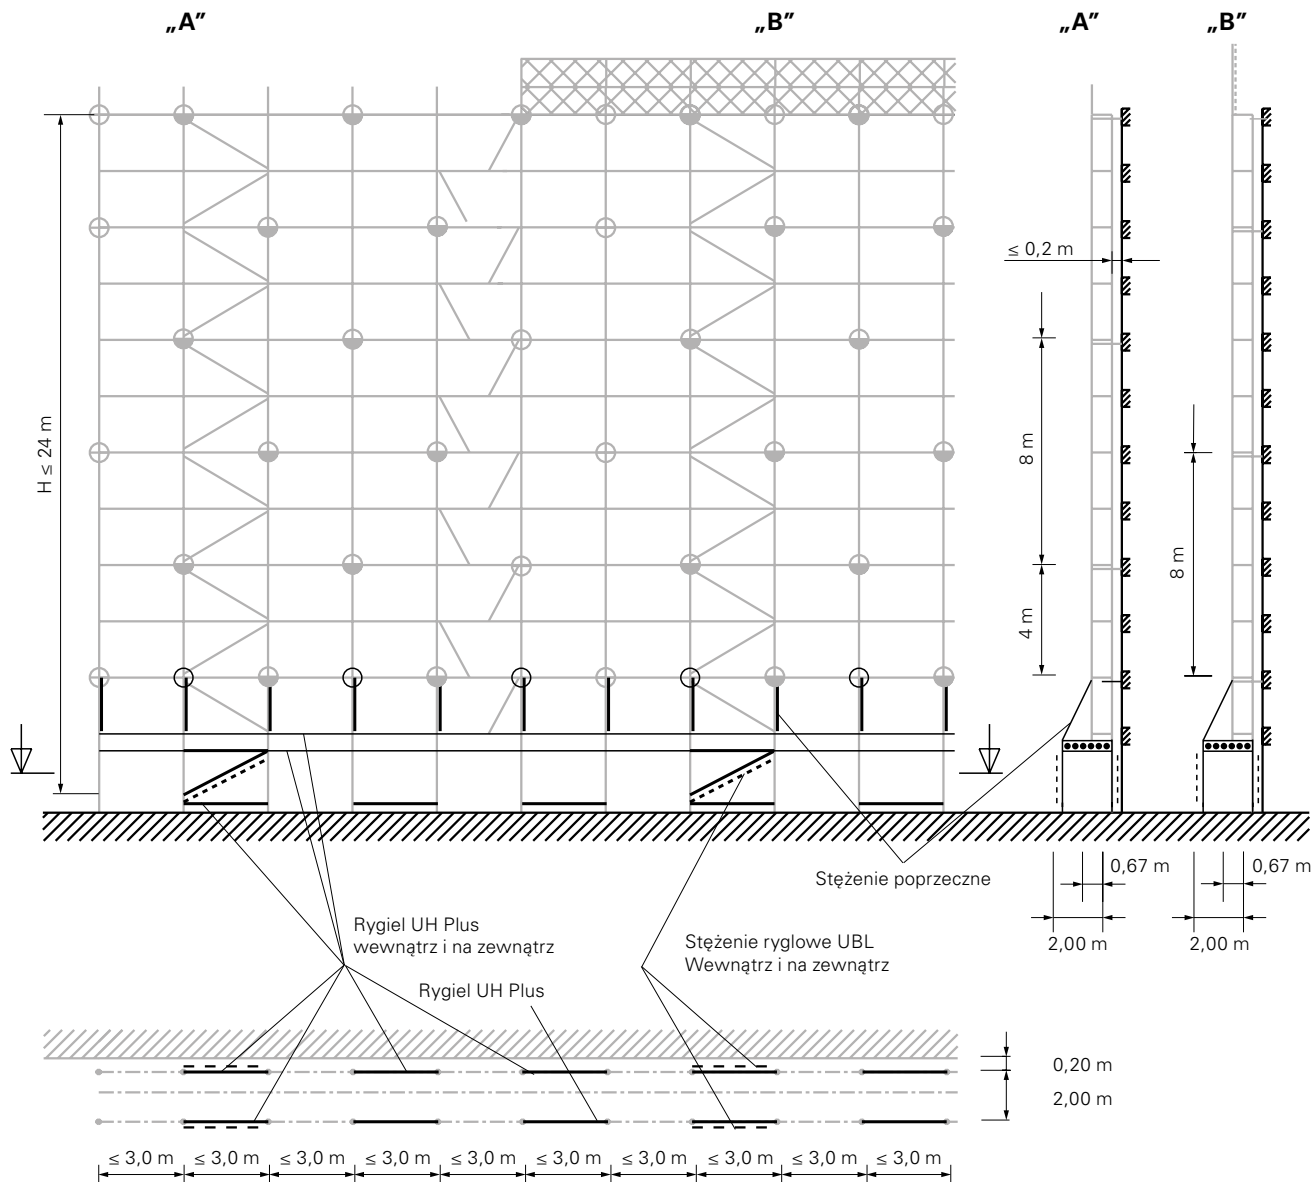 „A”
„B”
„A”
„B”
≤ 0,2 m
H ≤ 24 m
8 m
4 m
8 m
Stężenie poprzeczne
0,67 m
0,67 m
2,00 m
2,00 m
Rygiel UH Plus
wewnątrz i na zewnątrz
Stężenie ryglowe UBL
Wewnątrz i na zewnątrz
Rygiel UH Plus
0,20 m
2,00 m
≤ 3,0 m
≤ 3,0 m
≤ 3,0 m
≤ 3,0 m
≤ 3,0 m
≤ 3,0 m
≤ 3,0 m
≤ 3,0 m
≤ 3,0 m
≤ 3,0 m